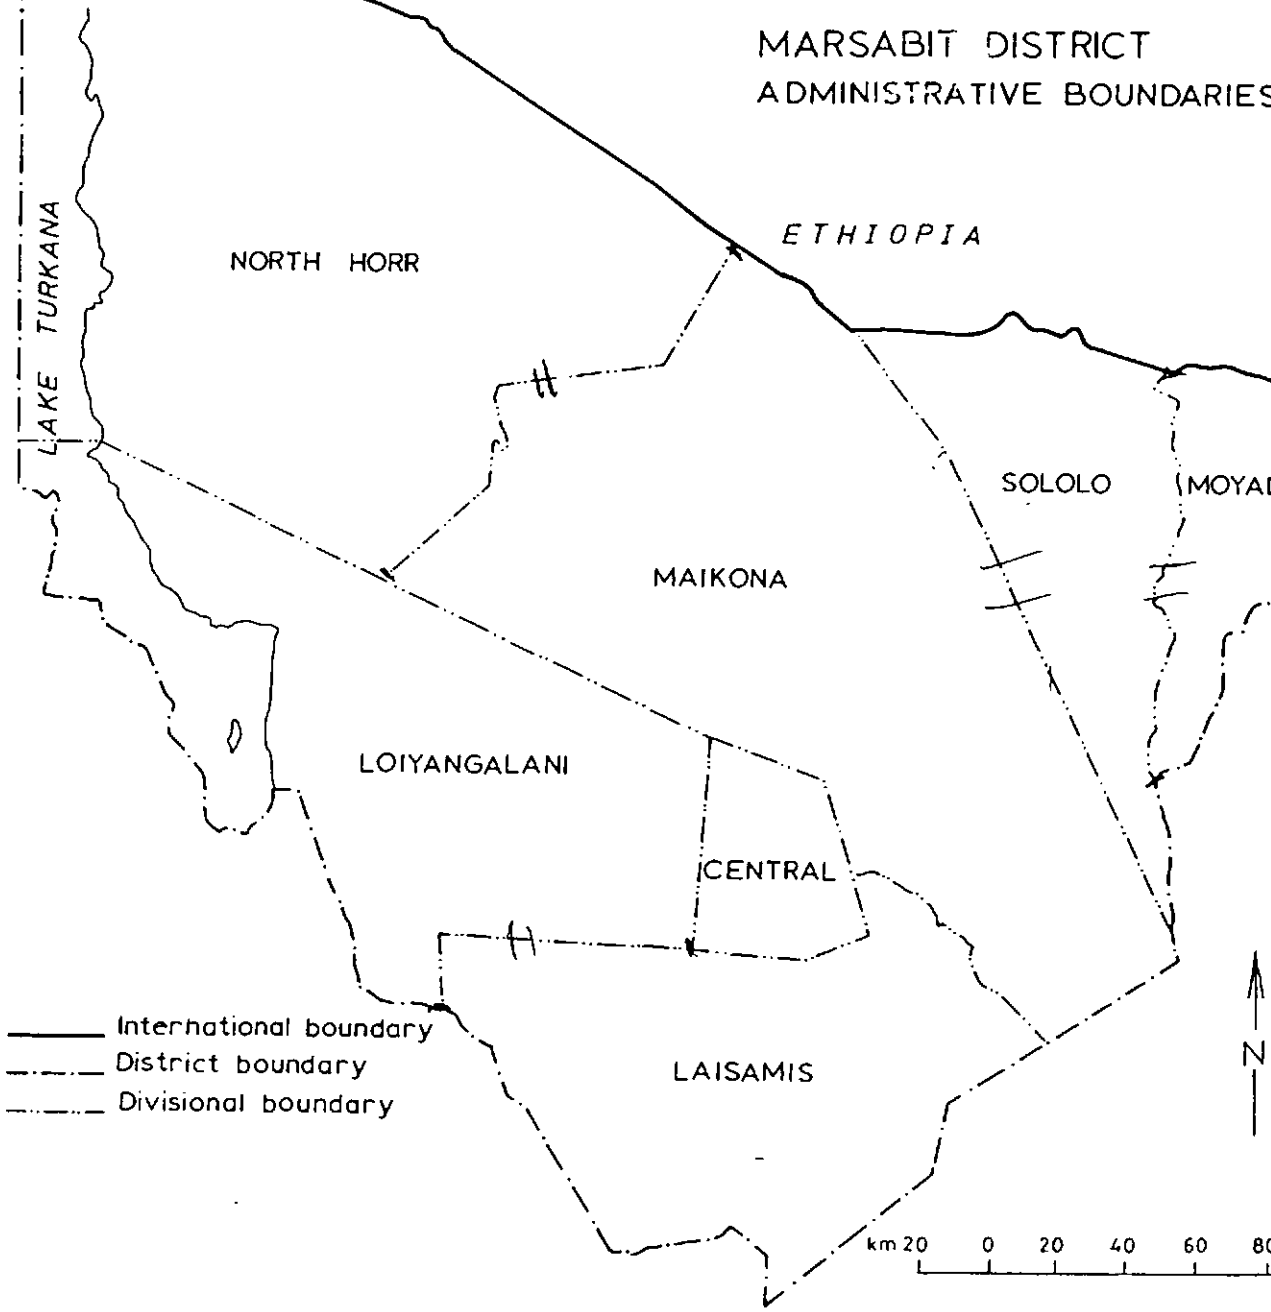 MARSABIT DISTRICT
ADMINISTRATIVE BOUNDARIES
ETHIOPIA
LAKE TURKANA
NORTH HORR
SOLOLO
MAIKONA
LOIYANGALANI
CENTRAL
International boundary
District boundary
Divisional boundary
LAISAMIS
N
km 20 0 20 40 60 80